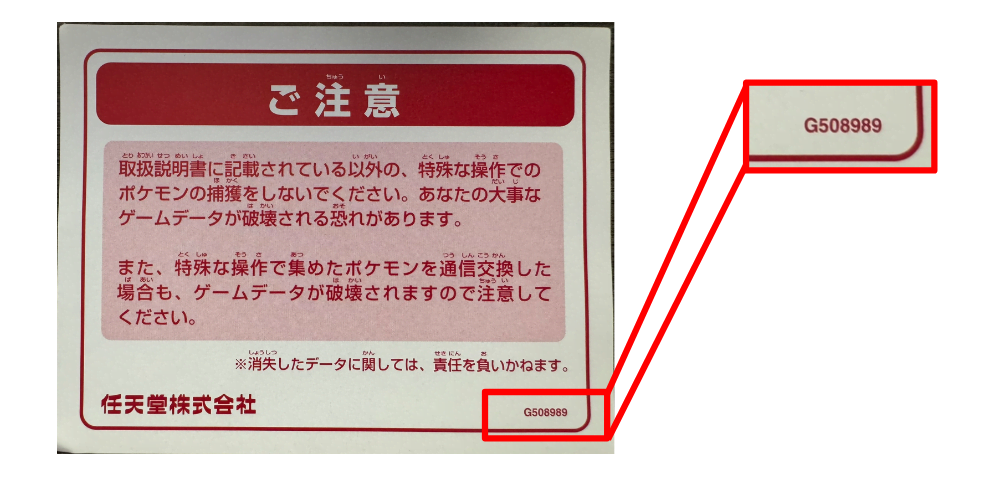 ご注意
取扱説明書に記載されている以外の、特殊な操作での
ポケモンの捕獲をしないでください。あなたの大事な
ゲームデータが破壊される恐れがあります。
また、特殊な操作で集めたポケモンを通信交換した
場合も、ゲームデータが破壊されますので注意して
ください。
※消失したデータに関しては、責任を負いかねます。
任天堂株式会社
G508989
G508989